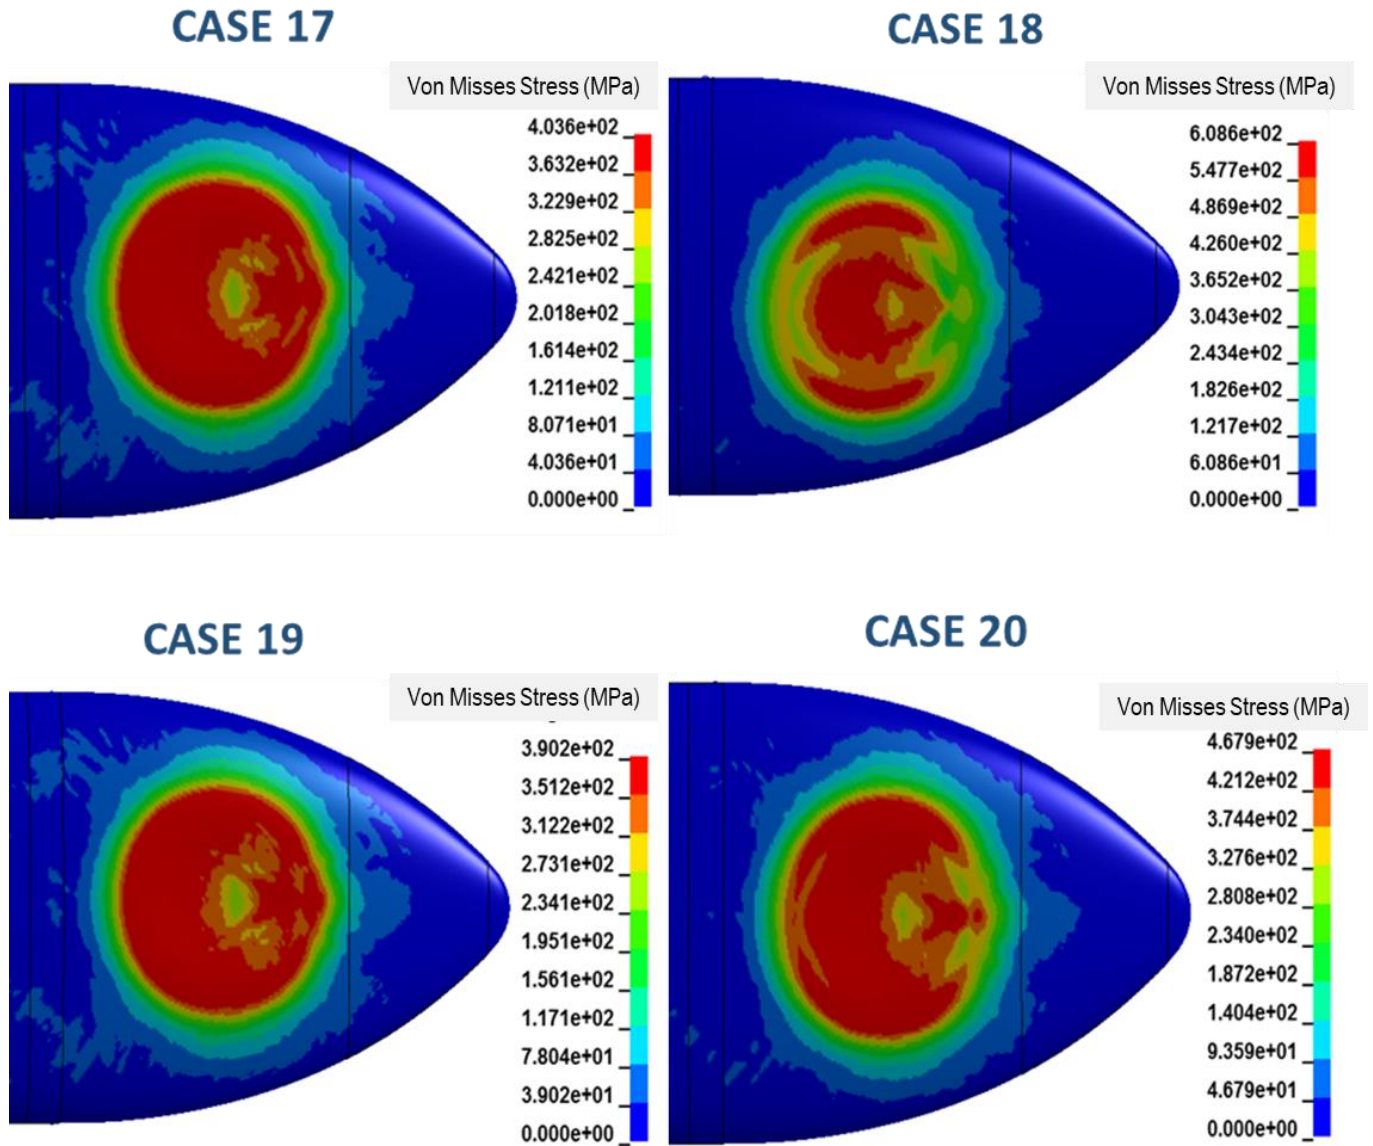 CASE 17
Von Misses Stress (MPa)
4.036e+02
3.632e+02
3.229e+02
2.825e+02
2.421e+02
2.018e+02
1.614e+02
1.211e+02
8.071e+01
4.036e+01
0.000e+00
CASE 18
Von Misses Stress (MPa)
6.086e+02
5.477e+02
4.869e+02
4.260e+02
3.652e+02
3.043e+02
2.434e+02
1.826e+02
1.217e+02
6.086e+01
0.000e+00
CASE 19
Von Misses Stress (MPa)
3.902e+02
3.512e+02
3.122e+02
2.731e+02
2.341e+02
1.951e+02
1.561e+02
1.171e+02
7.804e+01
3.902e+01
0.000e+00
CASE 20
Von Misses Stress (MPa)
4.679e+02
4.212e+02
3.744e+02
3.276e+02
2.808e+02
2.340e+02
1.872e+02
1.404e+02
9.359e+01
4.679e+01
0.000e+00